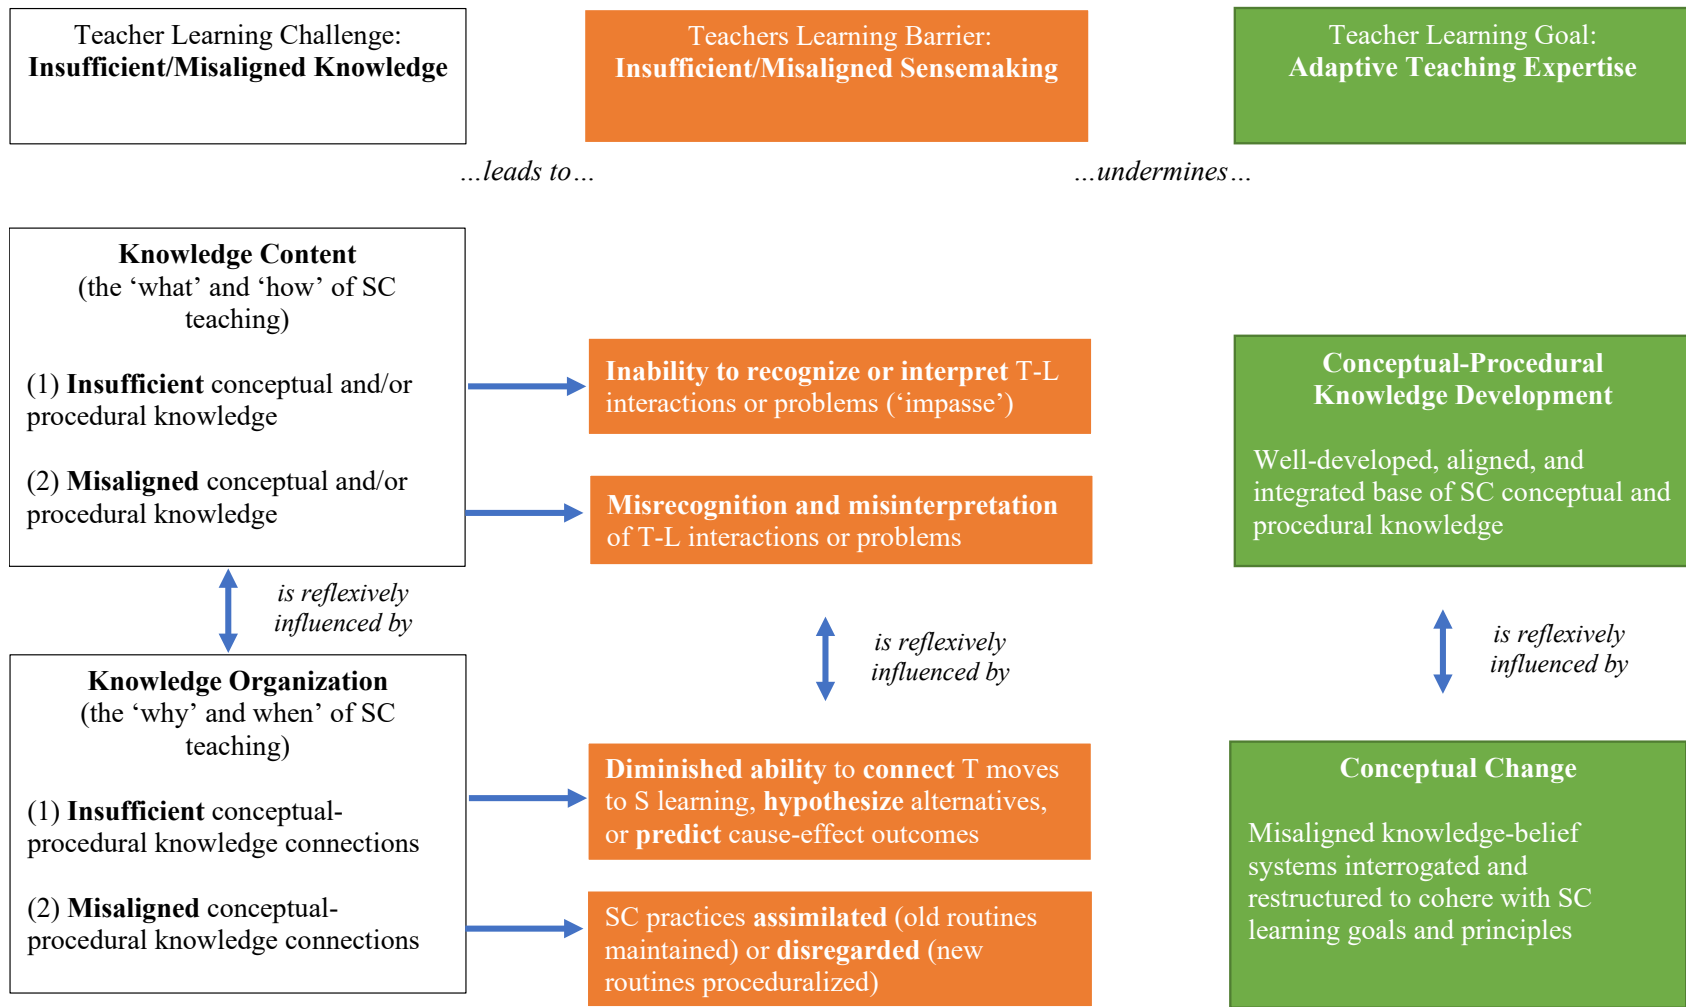 Teacher Learning Challenge:
Insufficient/Misaligned Knowledge
Teachers Learning Barrier:
Insufficient/Misaligned Sensemaking
Teacher Learning Goal:
Adaptive Teaching Expertise
…leads to…
…undermines…
Knowledge Content
(the ‘what’ and ‘how’ of SC
teaching)
(1) Insufficient conceptual and/or
procedural knowledge
(2) Misaligned conceptual and/or
procedural knowledge
Inability to recognize or interpret T-L
interactions or problems (‘impasse’)
Misrecognition and misinterpretation
of T-L interactions or problems
Conceptual-Procedural
Knowledge Development
Well-developed, aligned, and
integrated base of SC conceptual and
procedural knowledge
is reflexively
influenced by
is reflexively
influenced by
is reflexively
influenced by
Knowledge Organization
(the ‘why’ and when’ of SC
teaching)
(1) Insufficient conceptual-
procedural knowledge connections
(2) Misaligned conceptual-
procedural knowledge connections
Diminished ability to connect T moves
to S learning, hypothesize alternatives,
or predict cause-effect outcomes
SC practices assimilated (old routines
maintained) or disregarded (new
routines proceduralized)
Conceptual Change
Misaligned knowledge-belief
systems interrogated and
restructured to cohere with SC
learning goals and principles